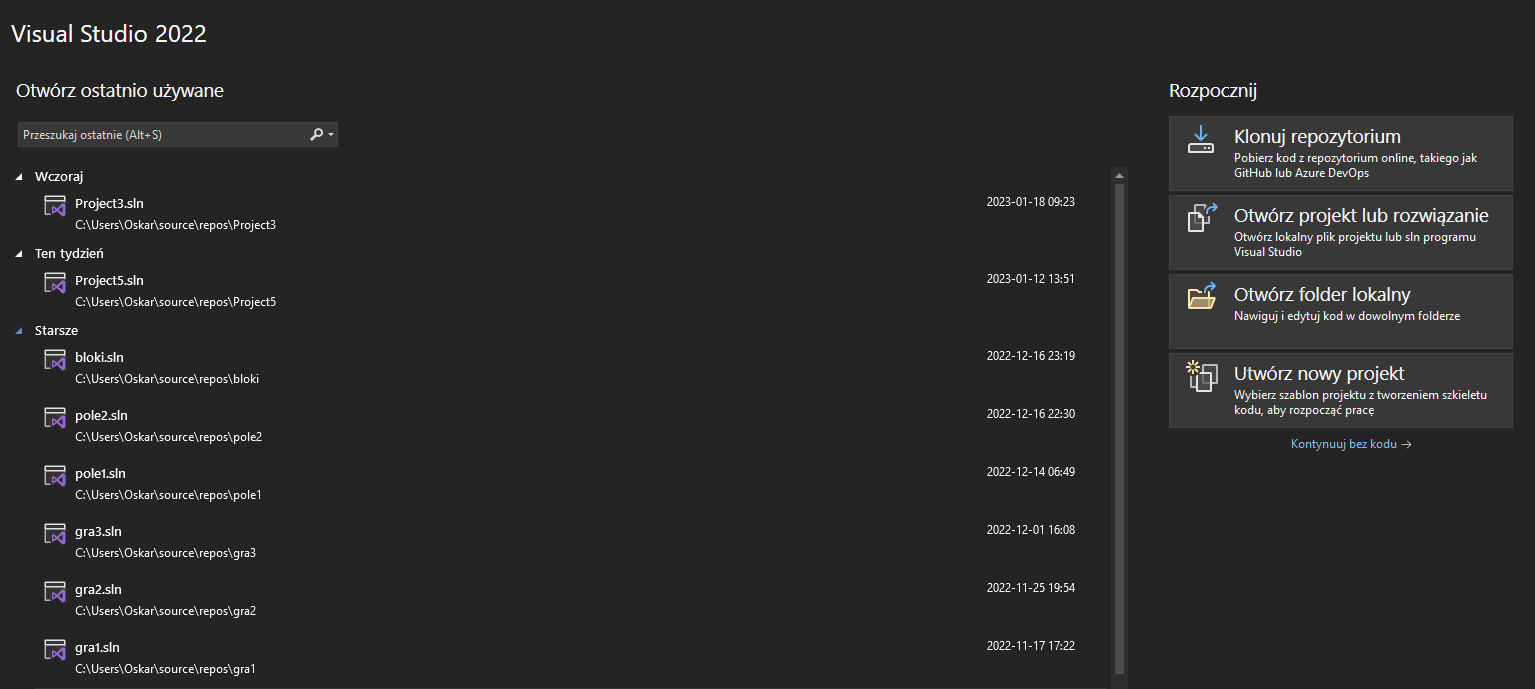 Visual Studio 2022
Otwórz ostatnio używane
Przeszukaj ostatnie (Alt+S)
Wczoraj
Project3.sln
2023-01-18 09:23
C:\Users\Oskar\source\repos\Project3
Ten tydzień
Project5.sln
2023-01-12 13:51
C:\Users\Oskar\source\repos\Project5
Starsze
bloki.sln
2022-12-16 23:19
C:\Users\Oskar\source\repos\bloki
pole2.sln
2022-12-16 22:30
C:\Users\Oskar\source\repos\pole2
pole1.sln
2022-12-14 06:49
C:\Users\Oskar\source\repos\pole1
gra3.sln
2022-12-01 16:08
C:\Users\Oskar\source\repos\gra3
gra2.sln
2022-11-25 19:54
C:\Users\Oskar\source\repos\gra2
gra1.sln
2022-11-17 17:22
C:\Users\Oskar\source\repos\gra1
Rozpocznij
Klonuj repozytorium
Pobierz kod z repozytorium online, takiego jak
GitHub lub Azure DevOps
Otwórz projekt lub rozwiązanie
Otwórz lokalny plik projektu lub sln programu
Visual Studio
Otwórz folder lokalny
Nawiguj i edytuj kod w dowolnym folderze
Utwórz nowy projekt
Wybierz szablon projektu z tworzeniem szkieletu
kodu, aby rozpocząć pracę
Kontynuuj bez kodu →